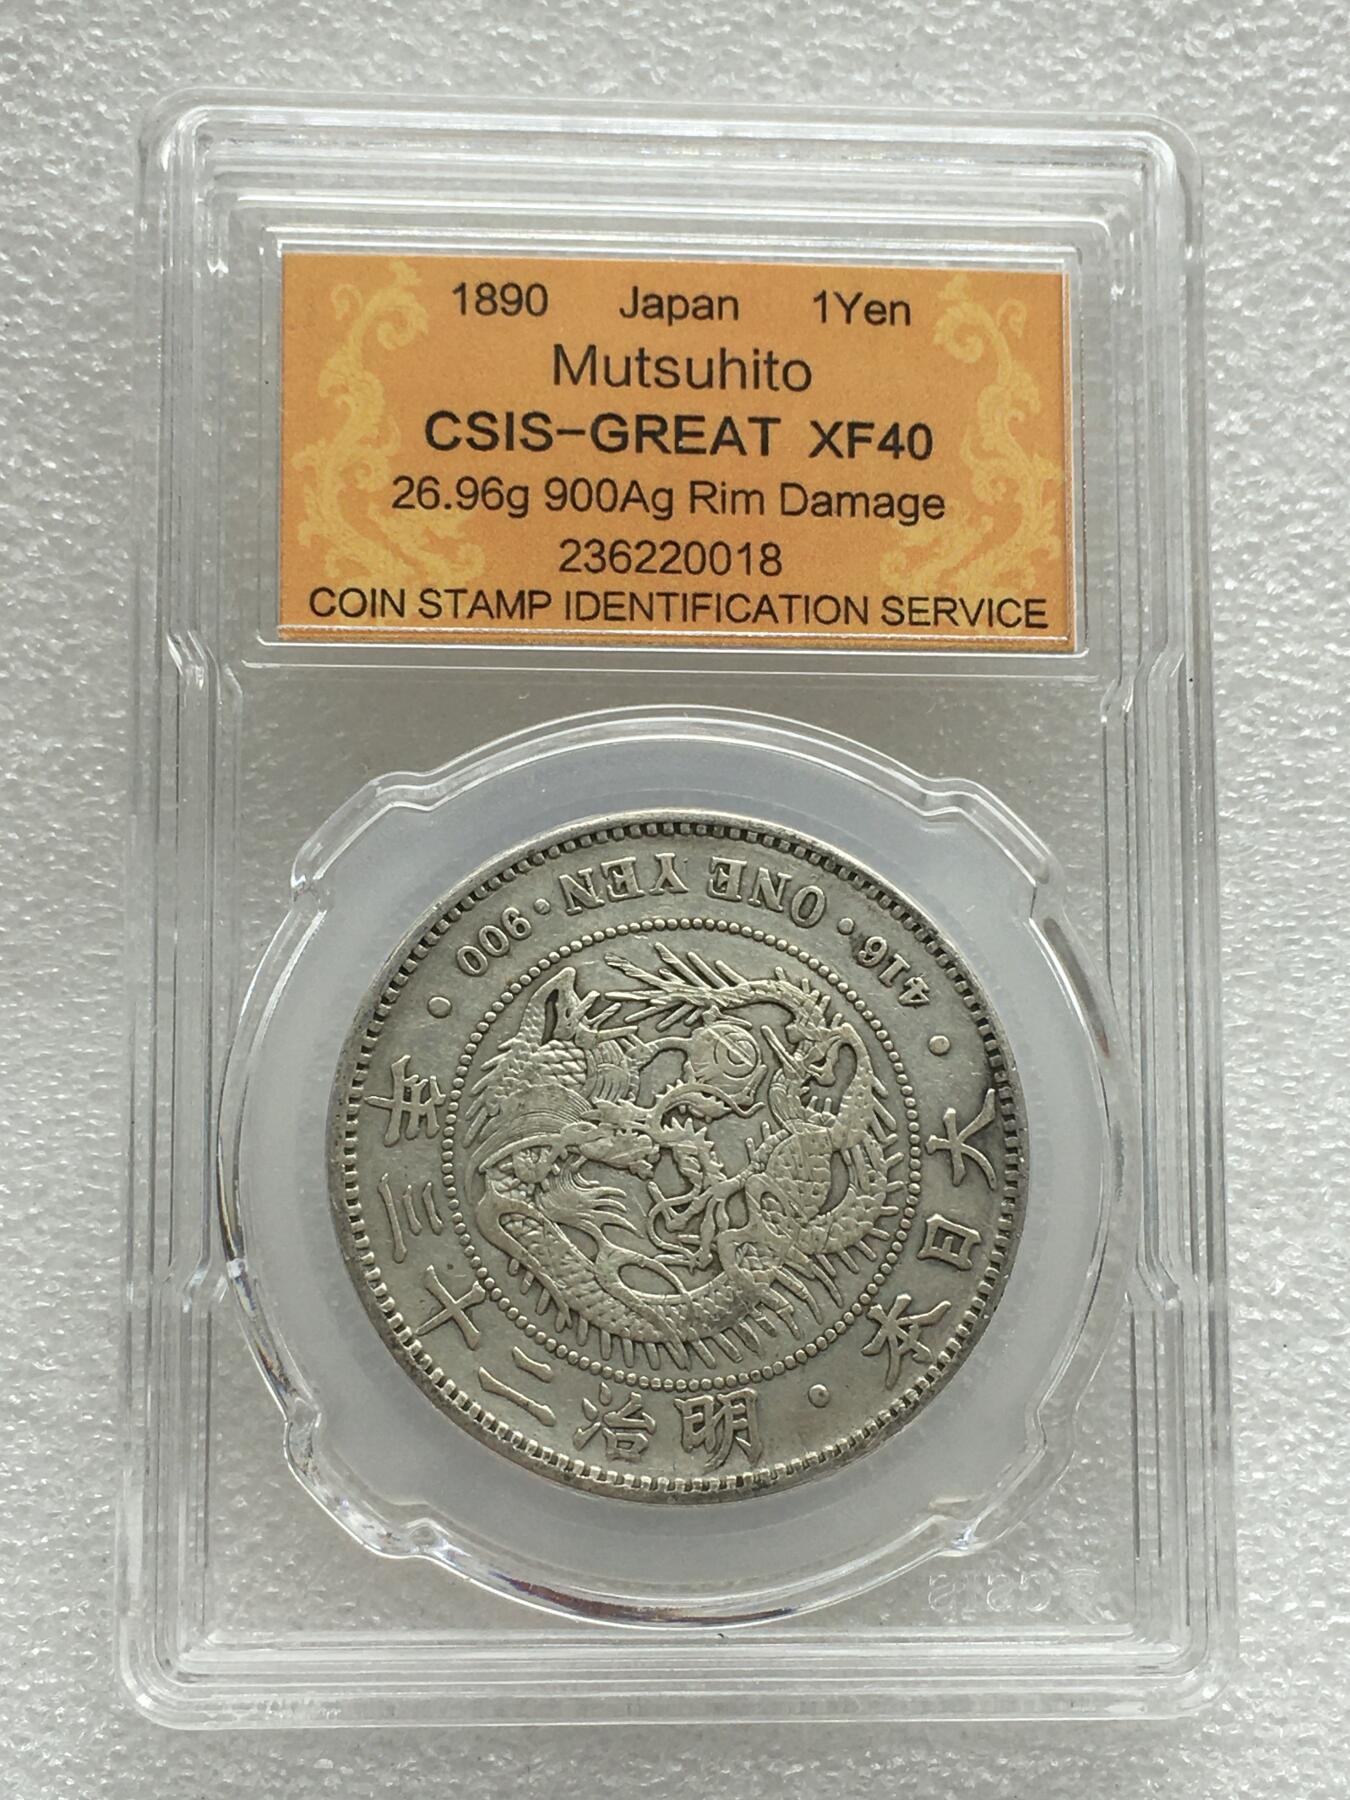 1890 Japan 1Yen
Mutsuhito
CSIS-GREAT XF40
26.96g 900Ag Rim Damage
236220018
COIN STAMP IDENTIFICATION SERVICE
大日本・明治二十三年・
900・ONE YEN・416・
CSIS